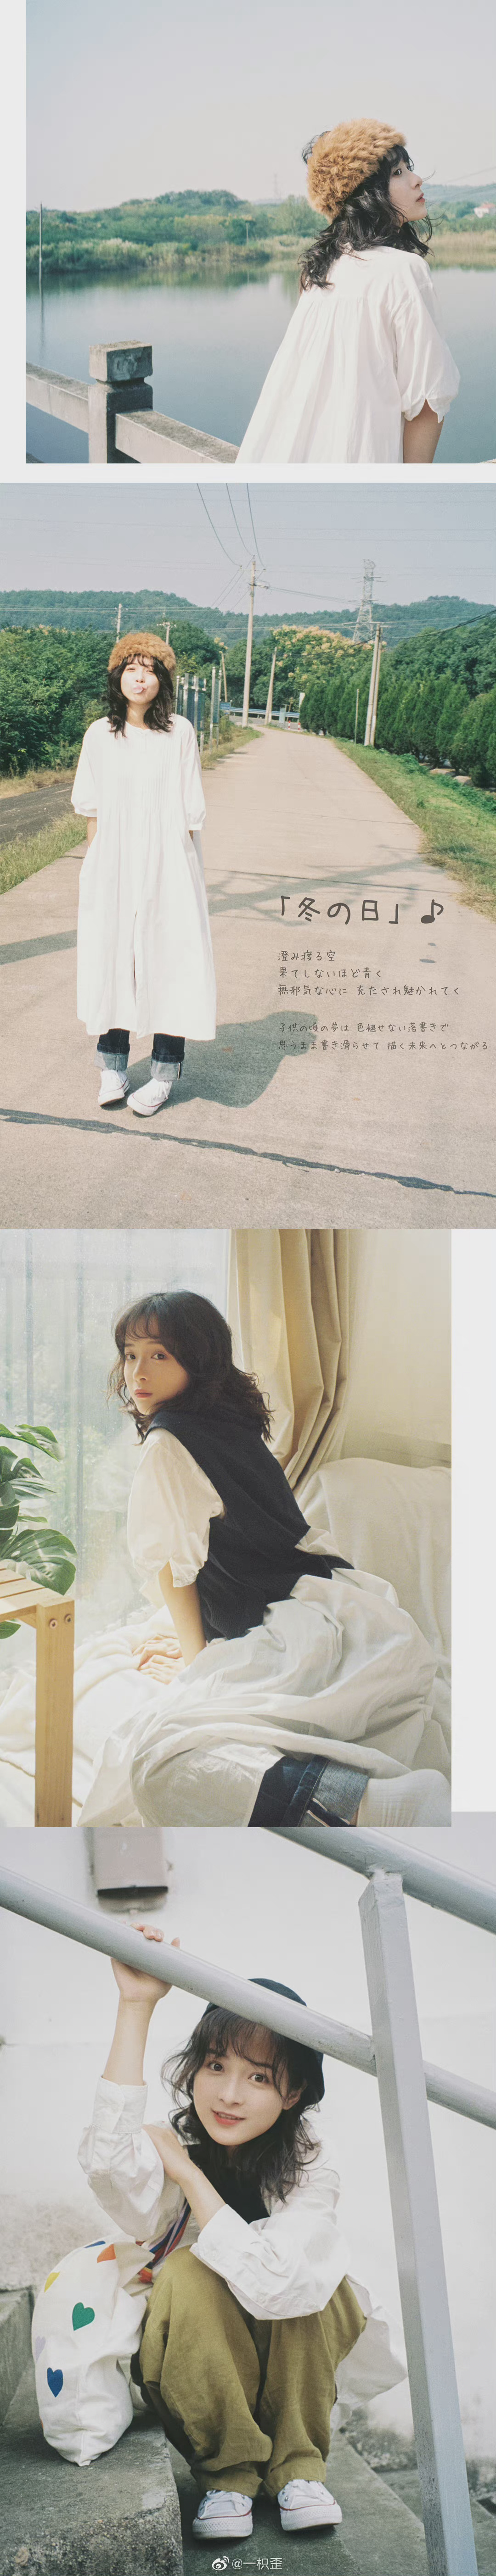 「冬の日」♪
澄み渡る空
果てしないほど青く
無邪気な心に 充たされ魅かれてく
子供の頃の夢は 色褪せない落書きで
思うまま書き滑らせて 描く未来へとつながる
@一枳歪